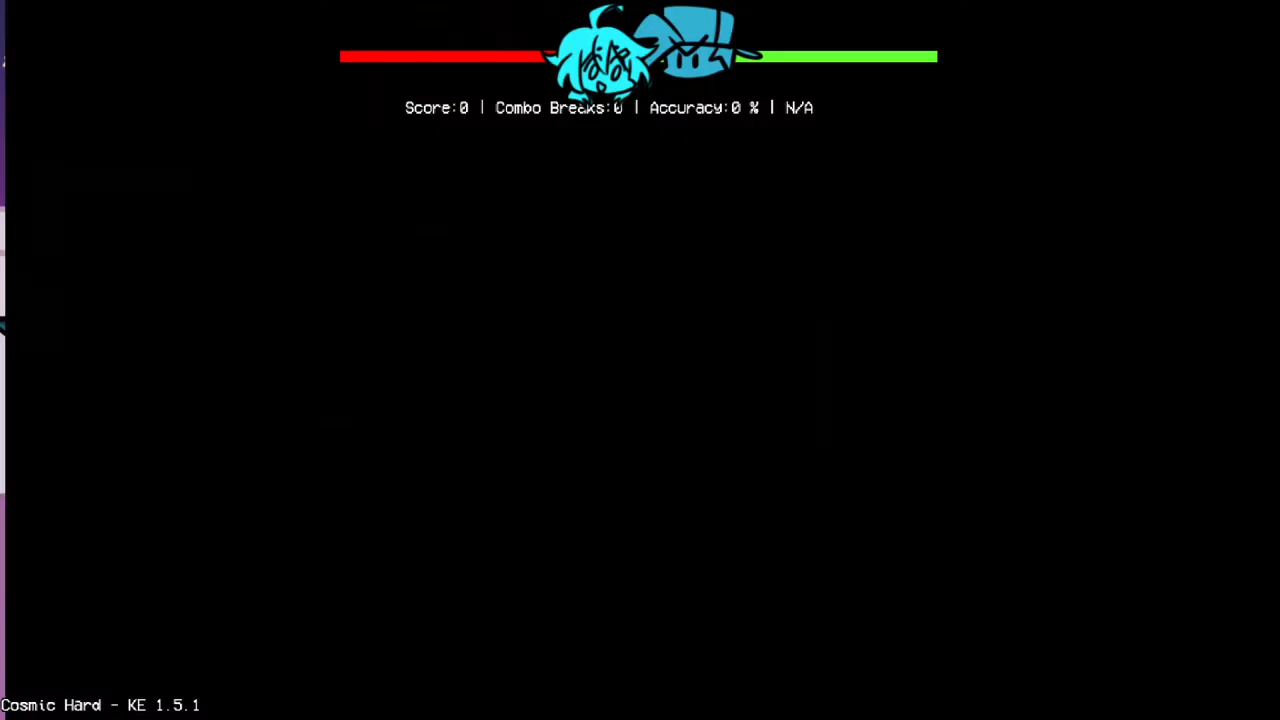 Score:0 | Combo Breaks:0 | Accuracy:0 % | N/A
Cosmic Hard - KE 1.5.1